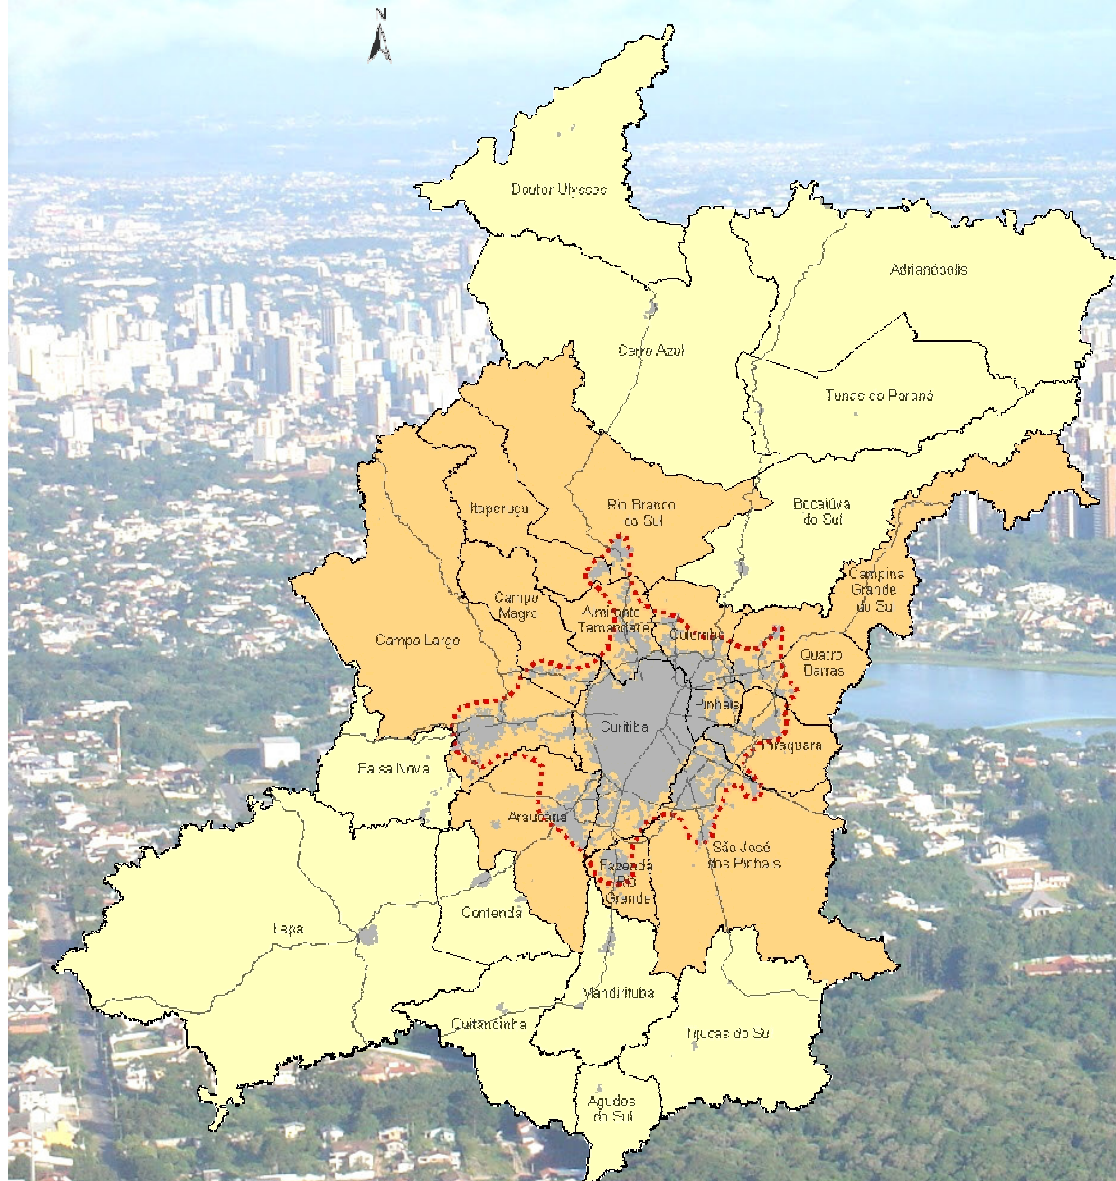 N
Doutor Ulysses
Adrianópolis
Cerro Azul
Tunas do Paraná
Itaperuçu
Rio Branco
do Sul
Bocaiúva
do Sul
Campina
Grande
do Sul
Campo
Magro
Almirante
Tamandaré
Campo Largo
Colombo
Quatro
Barras
Pinhais
Curitiba
Piraquara
Balsa Nova
Araucária
São José
dos Pinhais
Fazenda
Rio
Grande
Contenda
Lapa
Mandirituba
Quitandinha
Tijucas do Sul
Agudos
do Sul